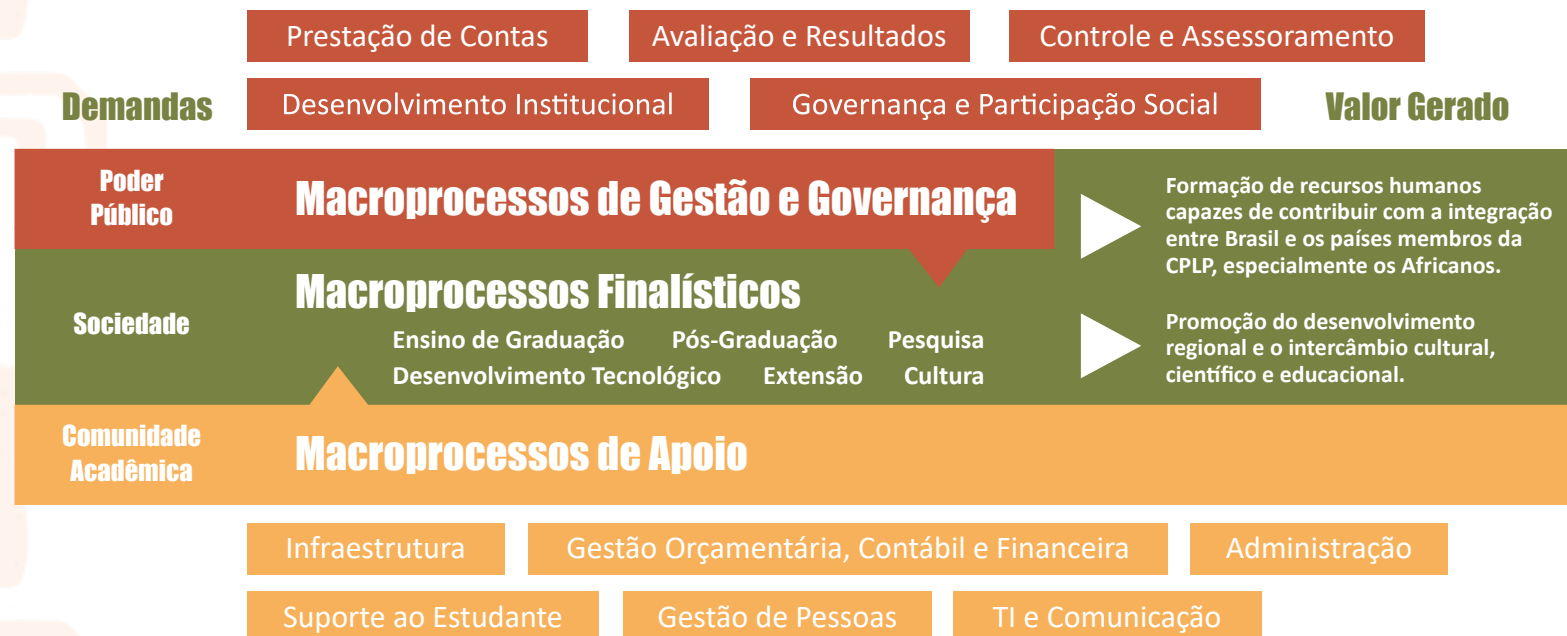 Prestação de Contas
Avaliação e Resultados
Controle e Assessoramento
Demandas
Desenvolvimento Institucional
Governança e Participação Social
Valor Gerado
Poder
Público
Macroprocessos de Gestão e Governança
Formação de recursos humanos
capazes de contribuir com a integração
entre Brasil e os países membros da
CPLP, especialmente os Africanos.
Sociedade
Macroprocessos Finalísticos
Ensino de Graduação Pós-Graduação Pesquisa
Desenvolvimento Tecnológico Extensão Cultura
Promoção do desenvolvimento
regional e o intercâmbio cultural,
científico e educacional.
Comunidade
Acadêmica
Macroprocessos de Apoio
Infraestrutura
Gestão Orçamentária, Contábil e Financeira
Administração
Suporte ao Estudante
Gestão de Pessoas
TI e Comunicação